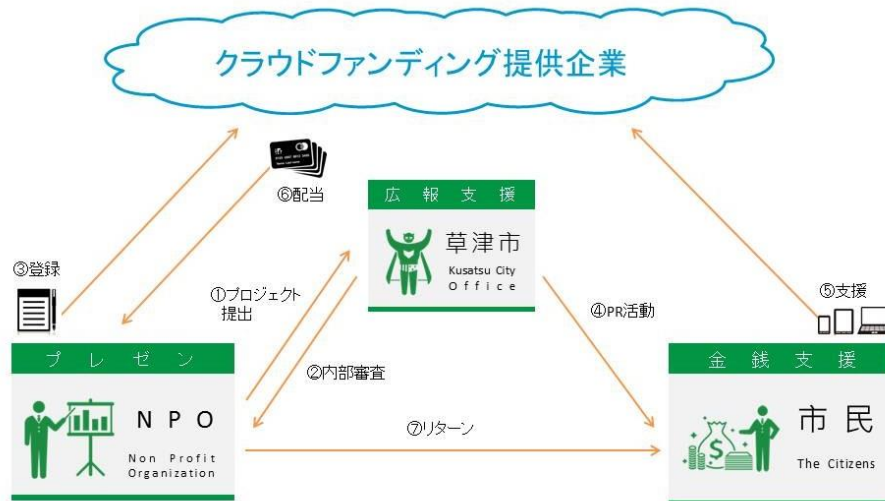 クラウドファンディング提供企業
⑥配当
広報支援
草津市
Kusatsu City
Office
③登録
①プロジェクト
提出
④PR活動
⑤支援
プレゼン
②内部審査
金銭支援
NPO
Non Profit
Organization
⑦リターン
市民
The Citizens